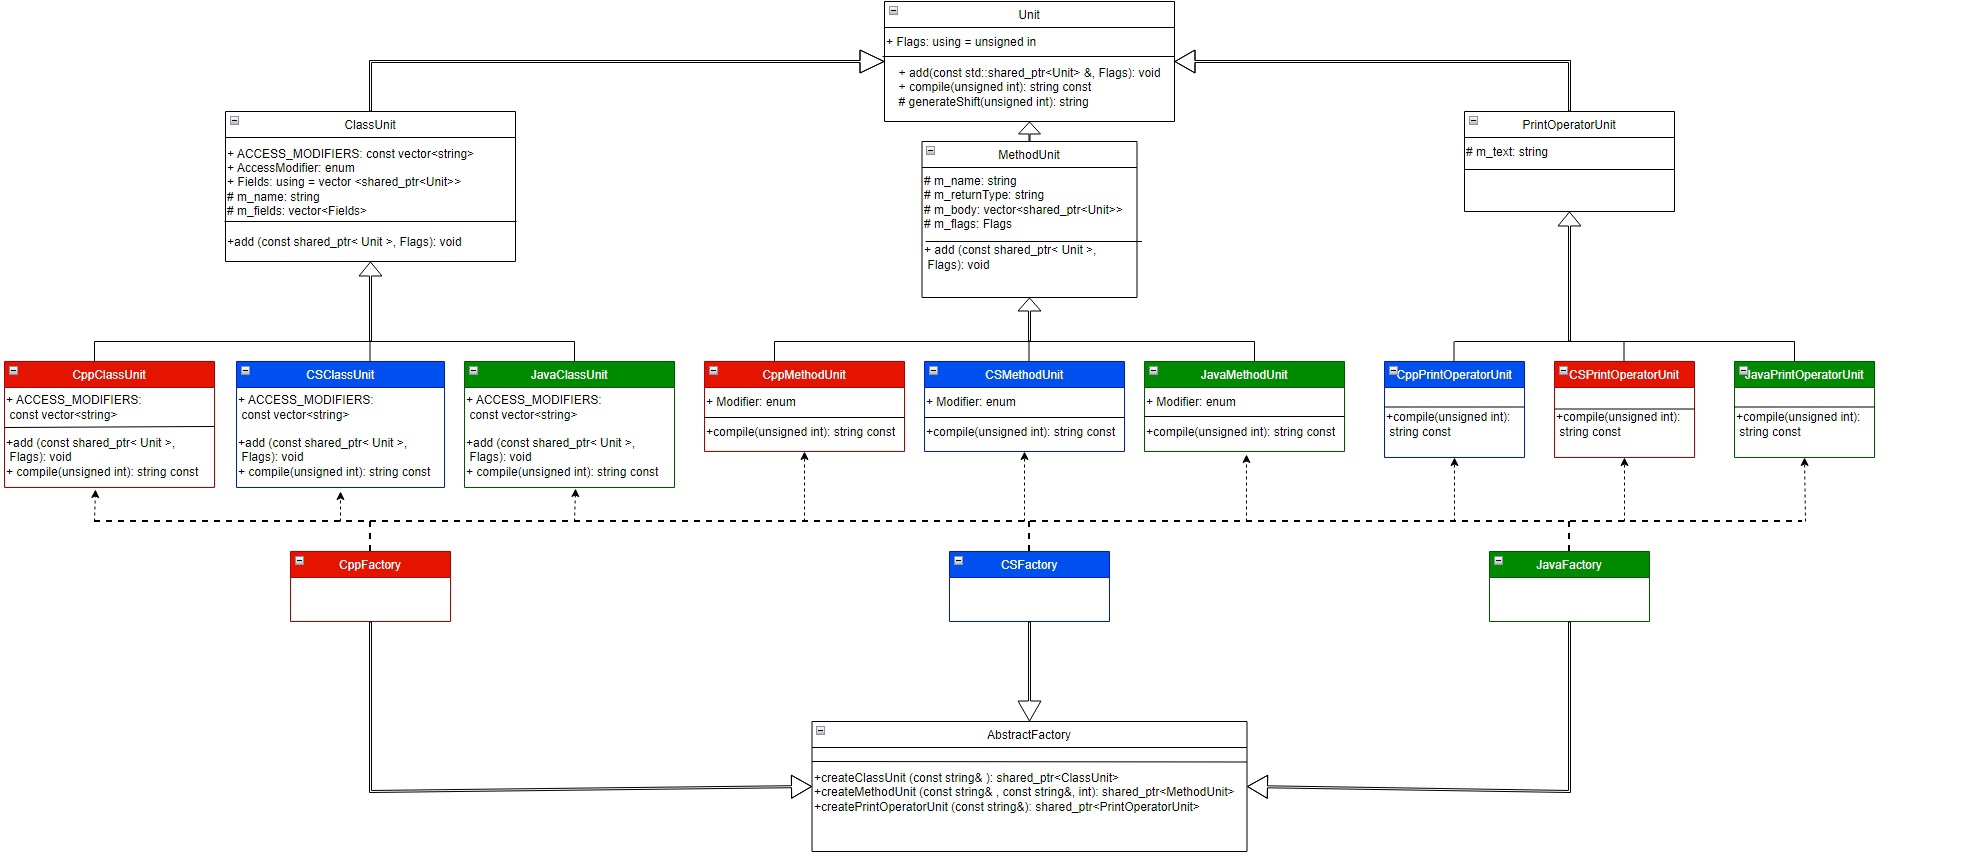 Unit
+ Flags: using = unsigned in
+ add(const std::shared_ptr<Unit> &, Flags): void
+ compile(unsigned int): string const
# generateShift(unsigned int): string
ClassUnit
+ ACCESS_MODIFIERS: const vector<string>
+ AccessModifier: enum
+ Fields: using = vector <shared_ptr<Unit>>
# m_name: string
# m_fields: vector<Fields>
+add (const shared_ptr< Unit >, Flags): void
MethodUnit
# m_name: string
# m_returnType: string
# m_body: vector<shared_ptr<Unit>>
# m_flags: Flags
+ add (const shared_ptr< Unit >,
Flags): void
PrintOperatorUnit
# m_text: string
CppClassUnit
+ ACCESS_MODIFIERS:
const vector<string>
+add (const shared_ptr< Unit >,
Flags): void
+ compile(unsigned int): string const
CSClassUnit
+ ACCESS_MODIFIERS:
const vector<string>
+add (const shared_ptr< Unit >,
Flags): void
+ compile(unsigned int): string const
JavaClassUnit
+ ACCESS_MODIFIERS:
const vector<string>
+add (const shared_ptr< Unit >,
Flags): void
+ compile(unsigned int): string const
CppMethodUnit
+ Modifier: enum
+compile(unsigned int): string const
CSMethodUnit
+ Modifier: enum
+compile(unsigned int): string const
JavaMethodUnit
+ Modifier: enum
+compile(unsigned int): string const
CppPrintOperatorUnit
+compile(unsigned int):
string const
CSPrintOperatorUnit
+compile(unsigned int):
string const
JavaPrintOperatorUnit
+compile(unsigned int):
string const
CppFactory
CSFactory
JavaFactory
AbstractFactory
+createClassUnit (const string& ): shared_ptr<ClassUnit>
+createMethodUnit (const string& , const string&, int): shared_ptr<MethodUnit>
+createPrintOperatorUnit (const string&): shared_ptr<PrintOperatorUnit>